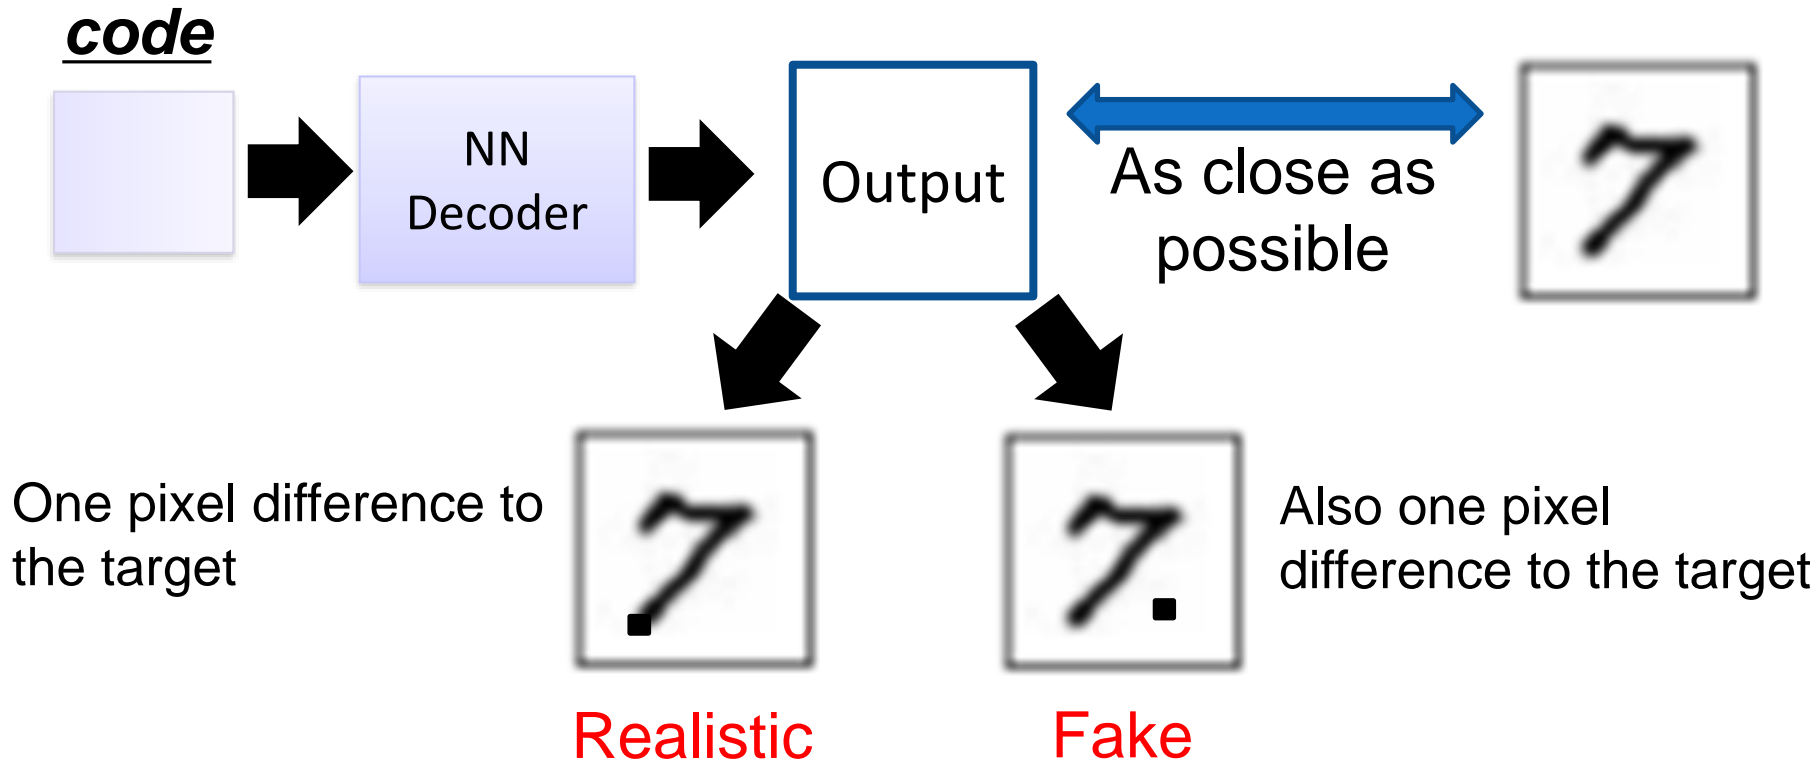 code
NN
Decoder
Output
As close as
possible
One pixel difference to
the target
Also one pixel
difference to the target
Realistic
Fake